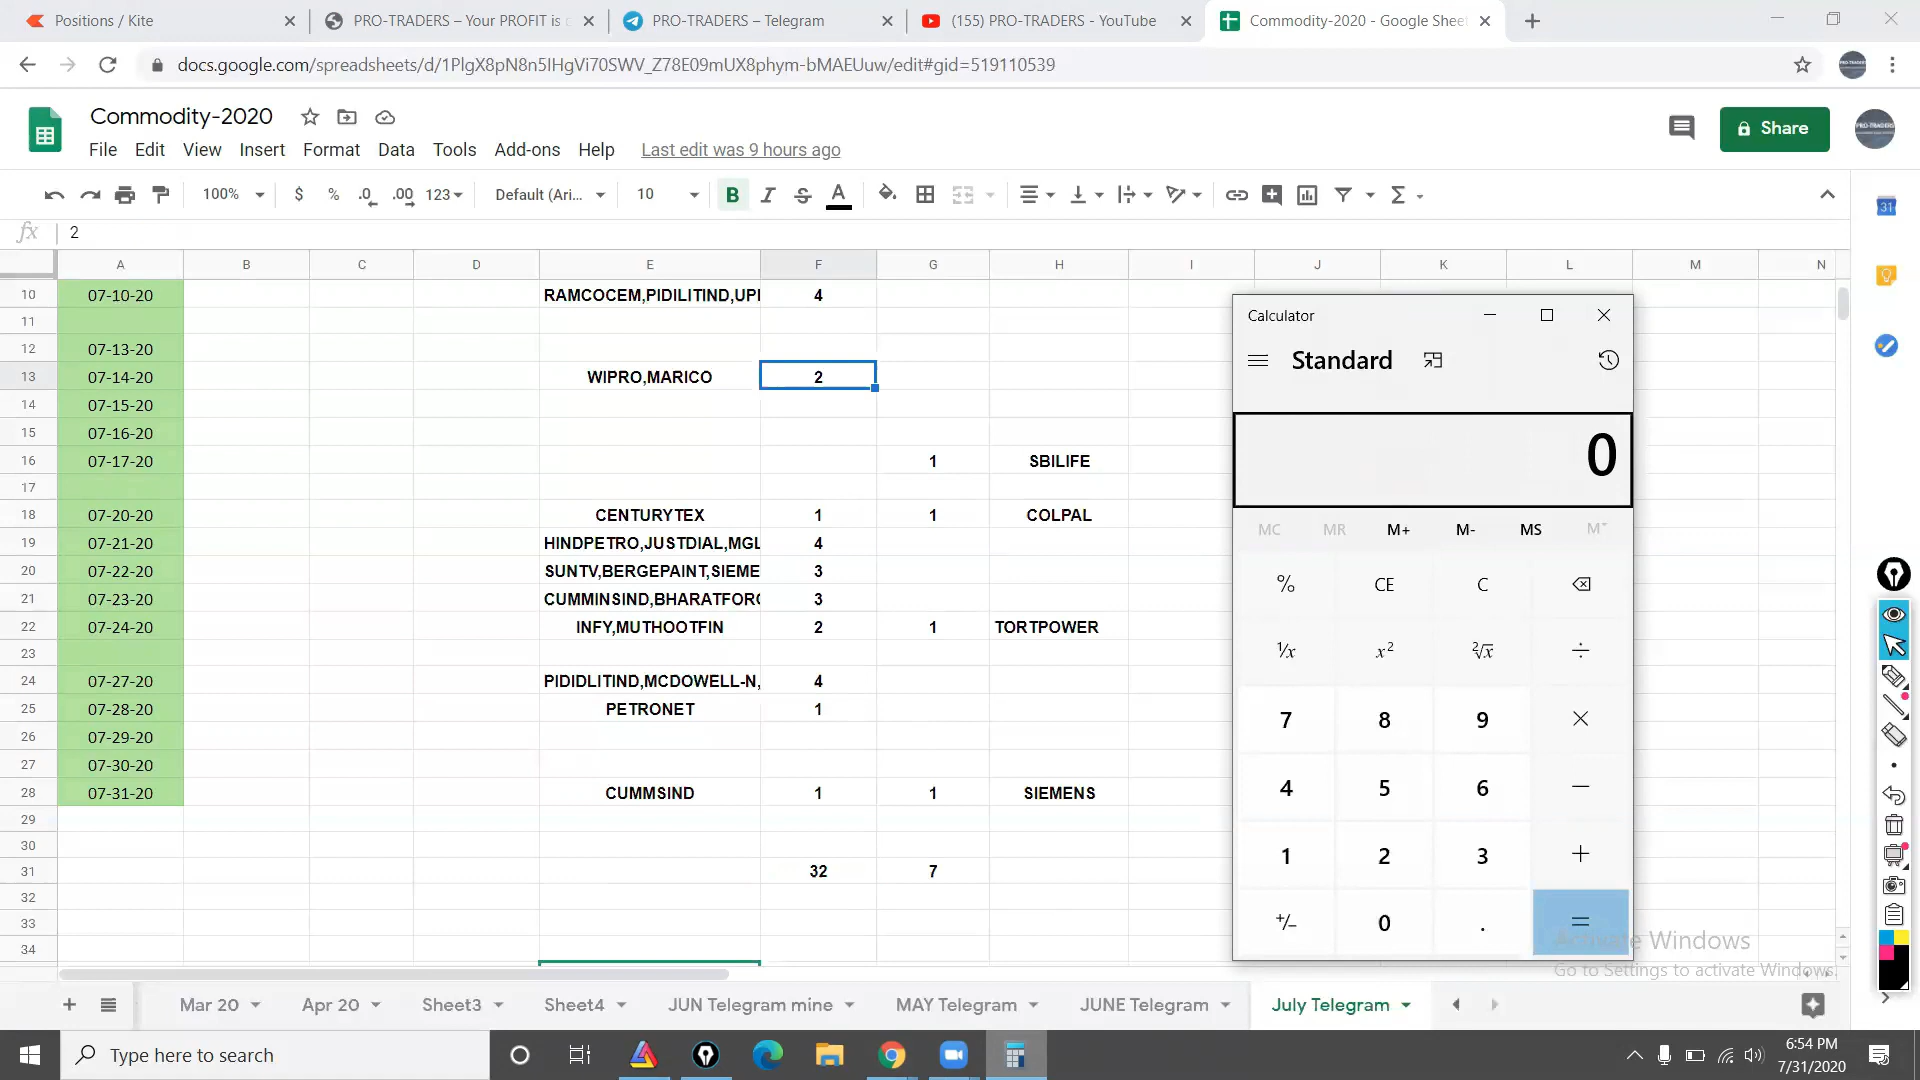 Positions / Kite
PRO-TRADERS – Your PROFIT is
PRO-TRADERS – Telegram
(155) PRO-TRADERS - YouTube
Commodity-2020 - Google Sheet
docs.google.com/spreadsheets/d/1PlgX8pN8n5IHgVi70SWV_Z78E09mUX8phym-bMAEUuw/edit#gid=519110539
Commodity-2020
Share
File Edit View Insert Format Data Tools Add-ons Help Last edit was 9 hours ago
100% $ % .0 .00 123 Default (Ari... 10 B I S A
31
fx 2
A B C D E F G H I J K L M N
10 07-10-20 RAMCOCEM,PIDILITIND,UPI 4
11
12 07-13-20
13 07-14-20 WIPRO,MARICO 2
14 07-15-20
15 07-16-20
16 07-17-20 1 SBILIFE
17
18 07-20-20 CENTURYTEX 1 1 COLPAL
19 07-21-20 HINDPETRO,JUSTDIAL,MGL 4
20 07-22-20 SUNTV,BERGEPAINT,SIEME 3
21 07-23-20 CUMMINSIND,BHARATFORC 3
22 07-24-20 INFY,MUTHOOTFIN 2 1 TORTPOWER
23
24 07-27-20 PIDIDLITIND,MCDOWELL-N, 4
25 07-28-20 PETRONET 1
26 07-29-20
27 07-30-20
28 07-31-20 CUMMSIND 1 1 SIEMENS
29
30
31 32 7
32
33
34
Calculator
Standard
0
MC MR M+ M- MS M˅
% CE C
¹/x x² ²√x ÷
7 8 9 ×
4 5 6 −
1 2 3 +
+/− 0 . =
Activate Windows
Go to Settings to activate Windows.
Mar 20 Apr 20 Sheet3 Sheet4 JUN Telegram mine MAY Telegram JUNE Telegram July Telegram
Type here to search
6:54 PM
7/31/2020